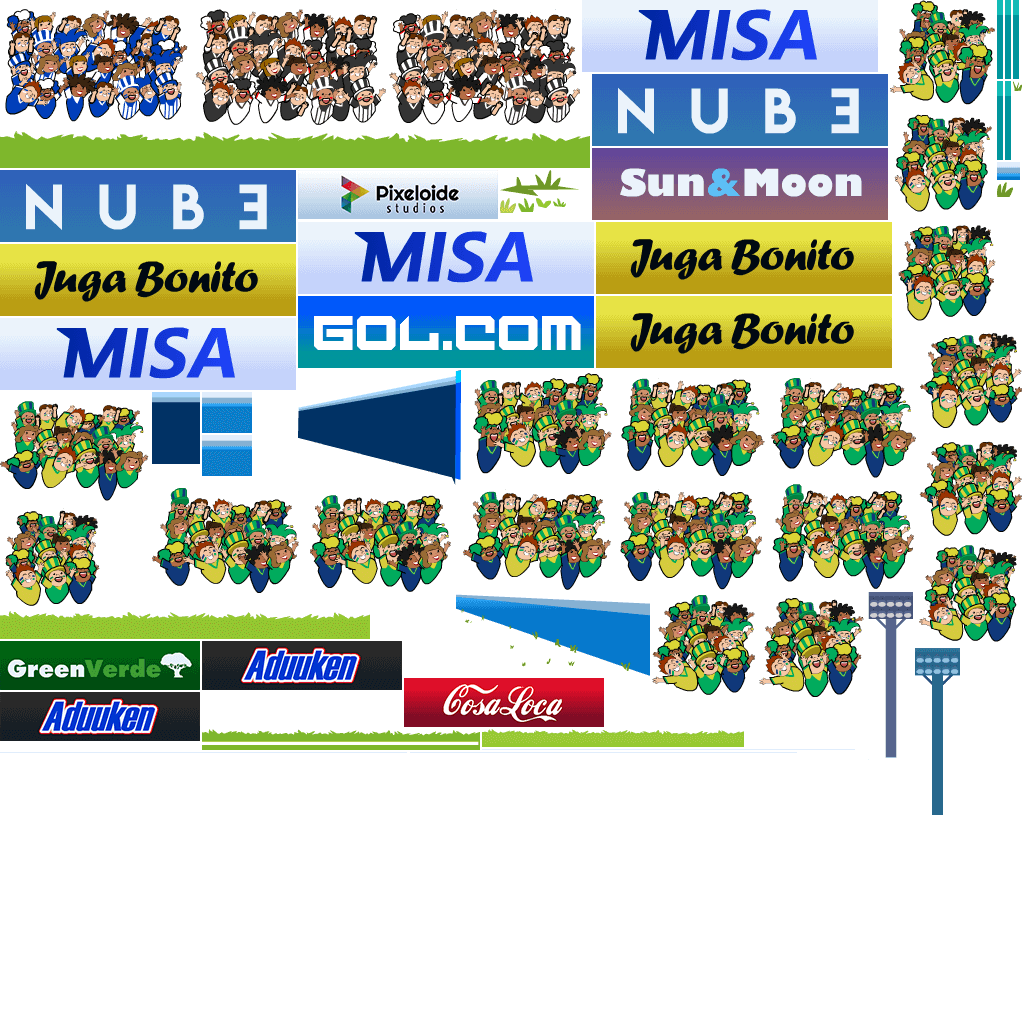 MISA
NUBE
Sun&Moon
NUBE
Pixeloide
studios
Juga Bonito
MISA
Juga Bonito
GOL.COM
Juga Bonito
MISA
GreenVerde
Aduuken
Aduuken
CosaLoca